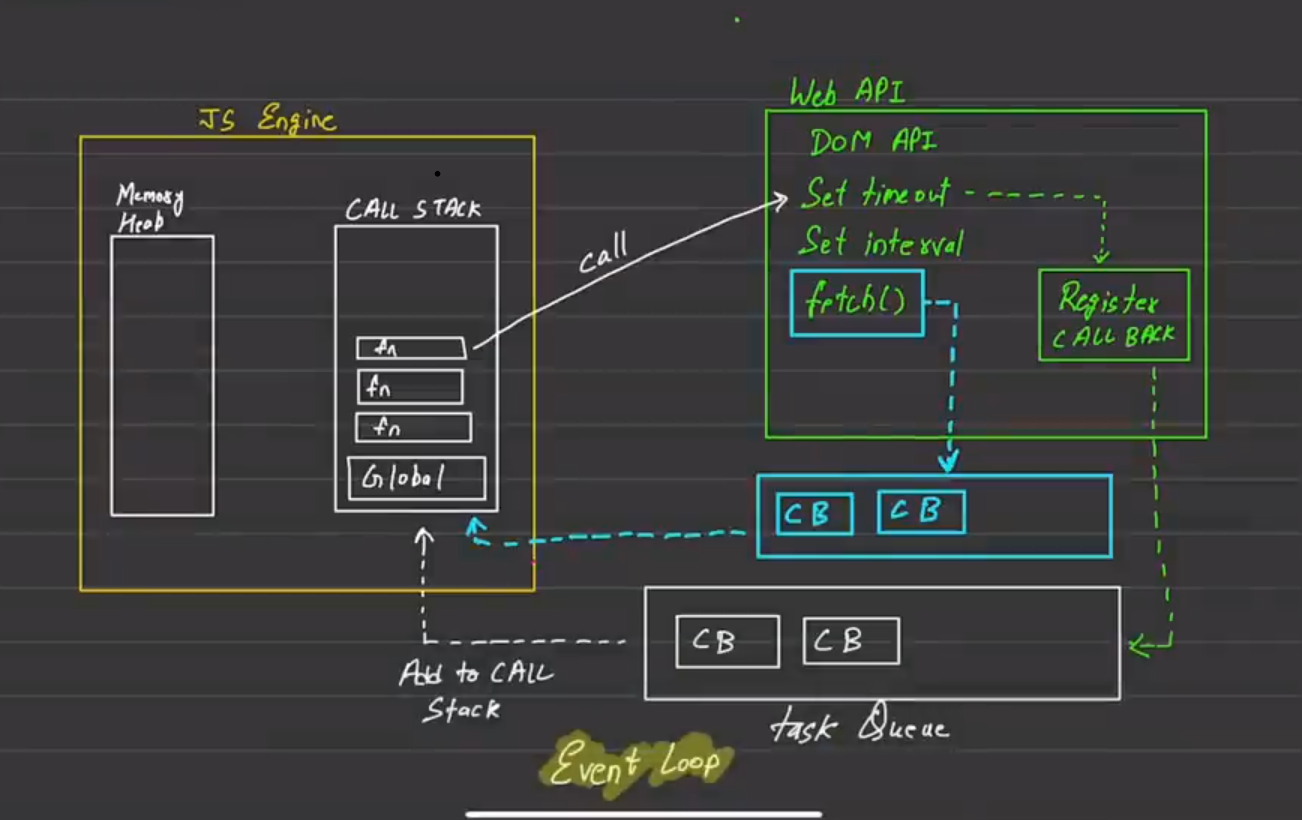 JS Engine
Memory
Heap
CALL STACK
fn
fn
fn
Global
call
Web API
DOM API
Set timeout
Set interval
fetch()
Register
CALL BACK
CB CB
CB CB
Add to CALL
Stack
task Queue
Event Loop